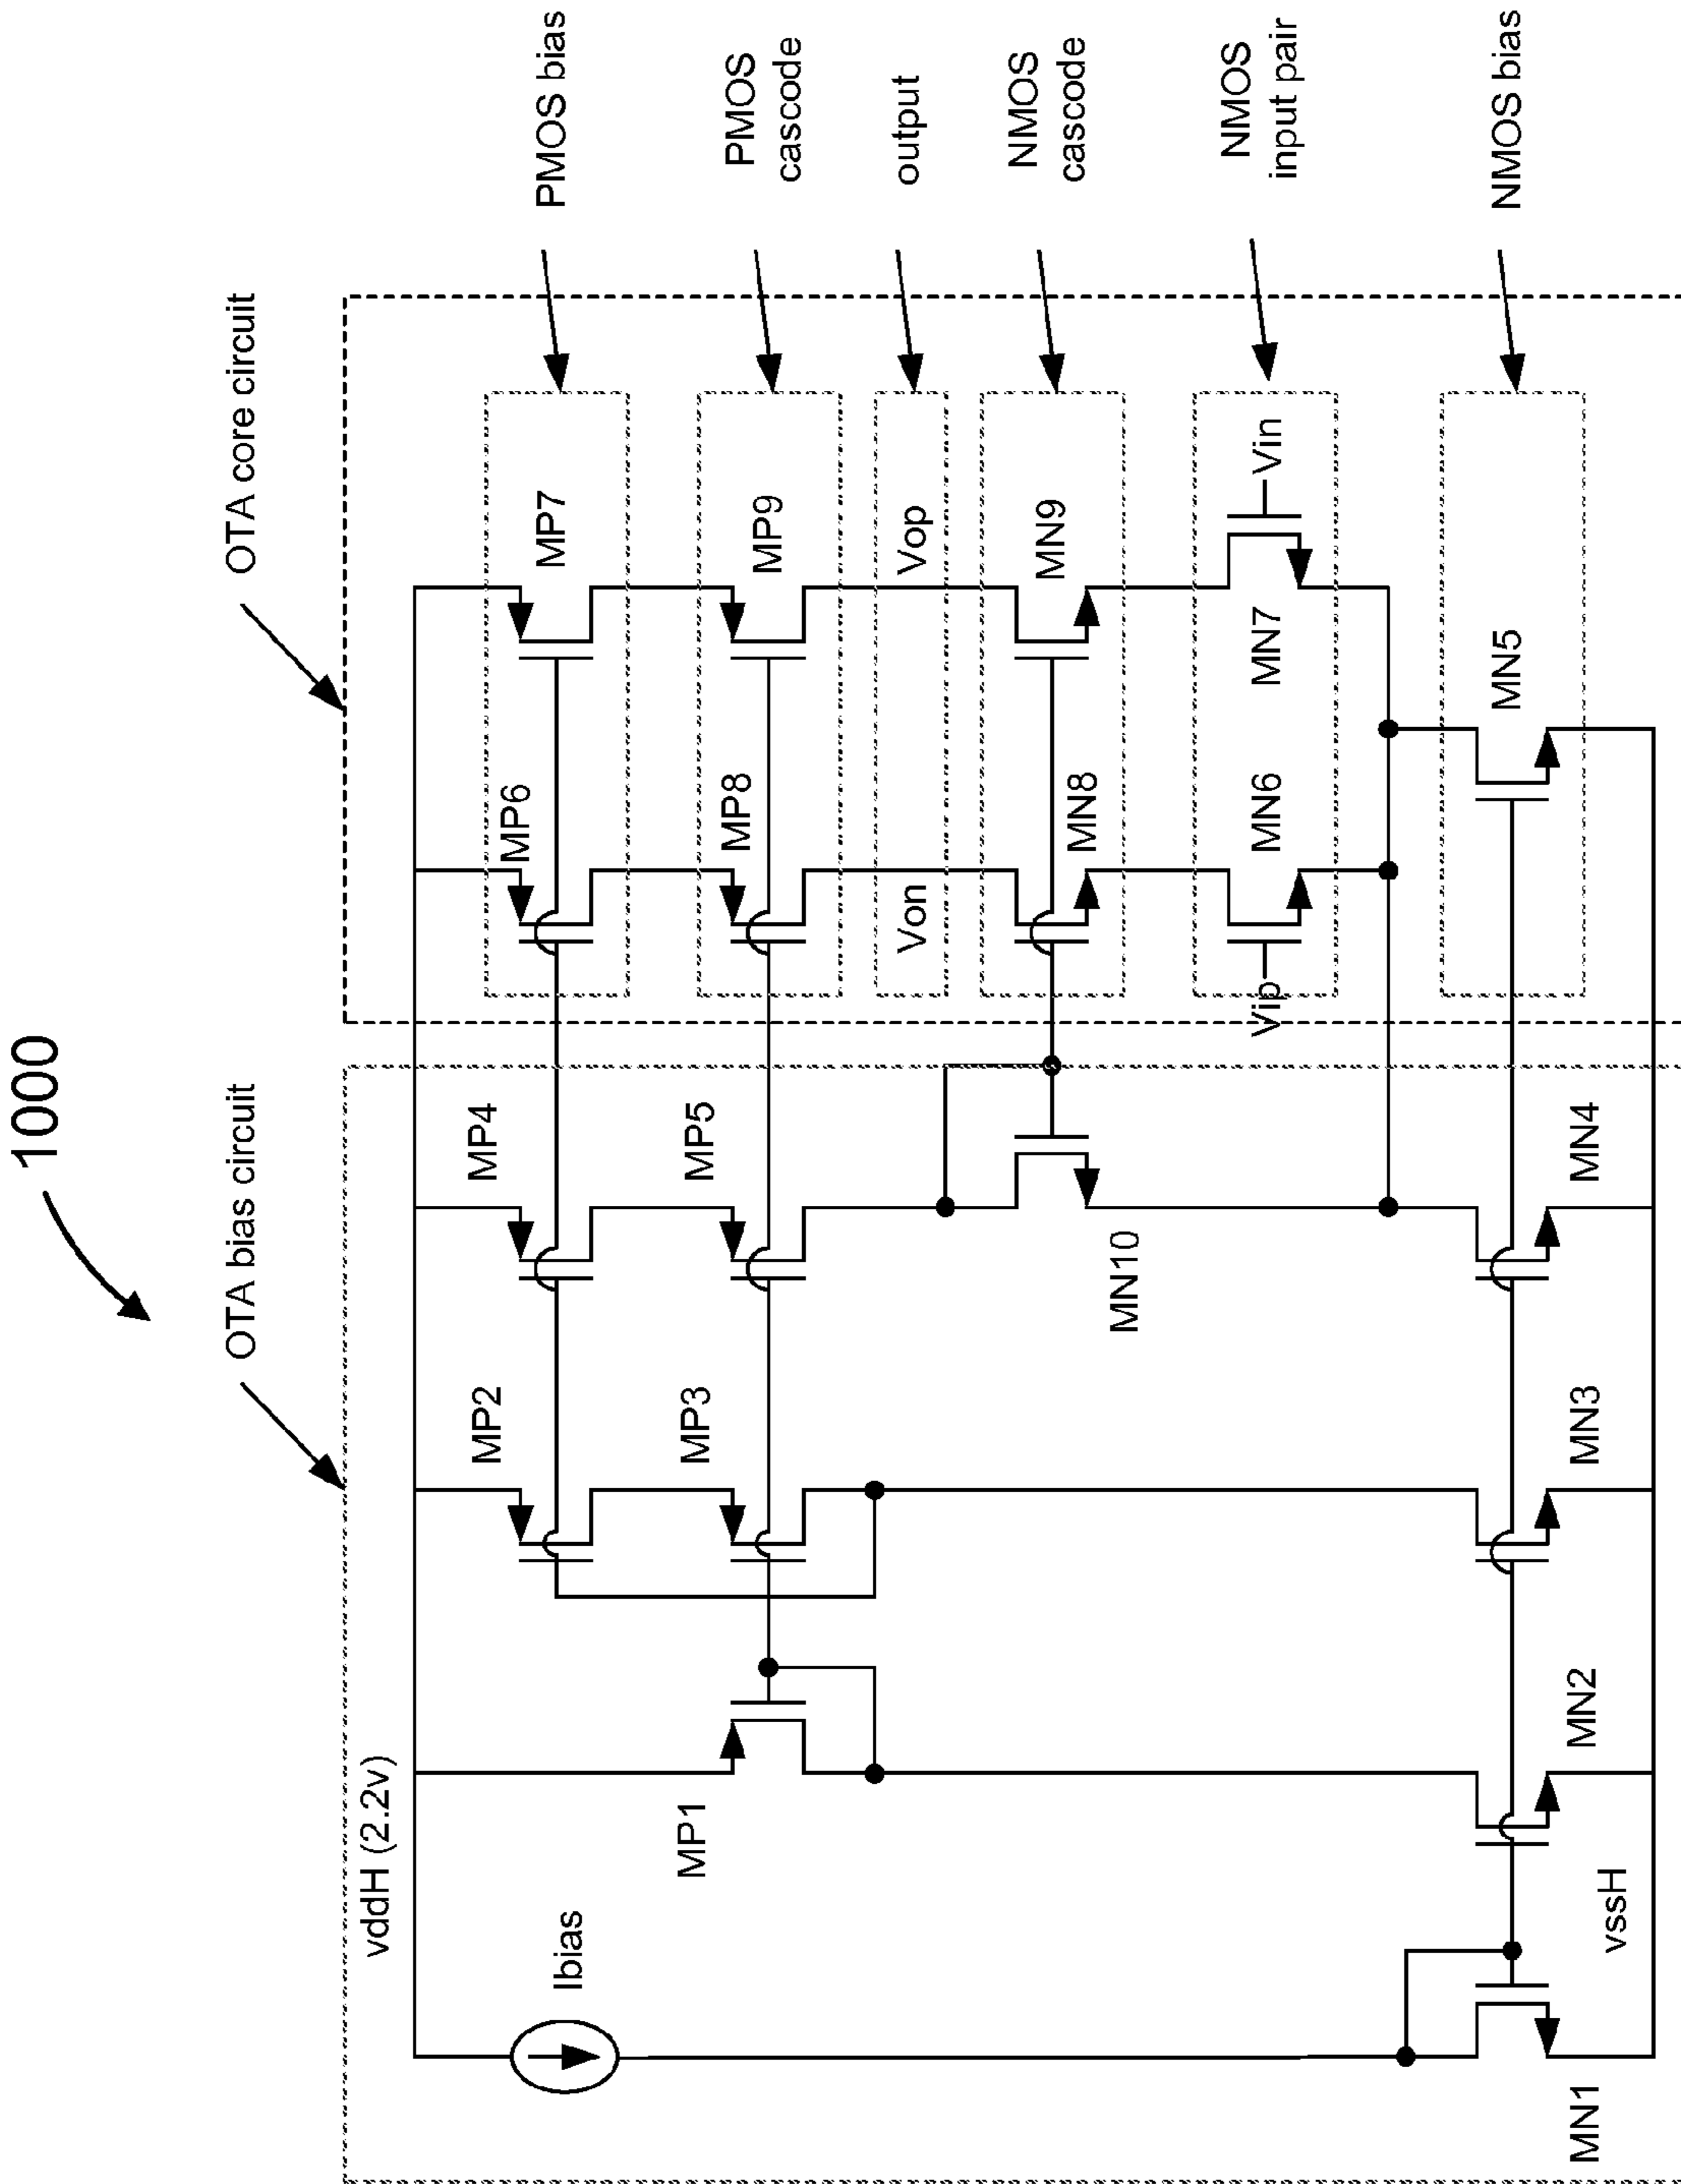 1000
OTA bias circuit
OTA core circuit
vddH (2.2v)
Ibias
MP1
MP2
MP3
MP4
MP5
MP6
MP7
MP8
MP9
Von
Vop
MN8
MN9
MN10
Vip
MN6
MN7
Vin
MN1
vssH
MN2
MN3
MN4
MN5
PMOS bias
PMOS
cascode
output
NMOS
cascode
NMOS
input pair
NMOS bias